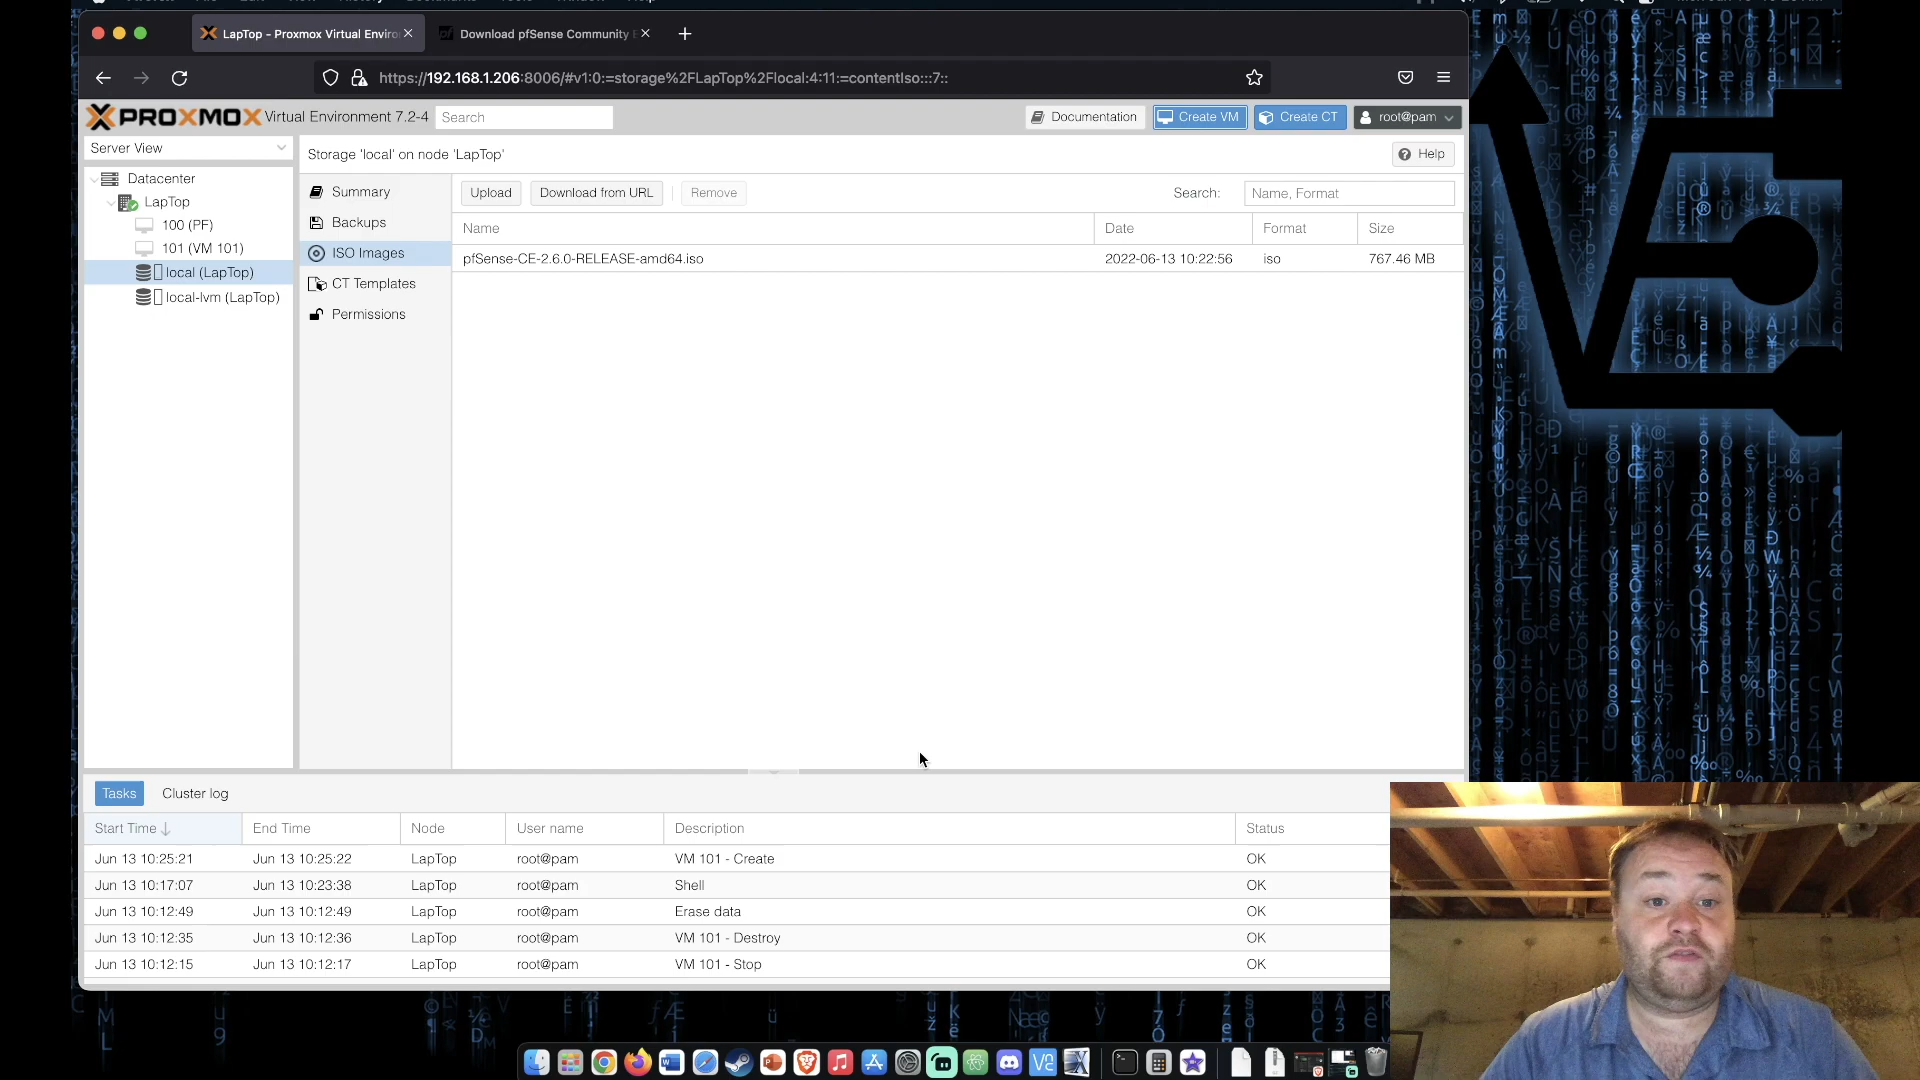 LapTop - Proxmox Virtual Enviro
Download pfSense Community
https://192.168.1.206:8006/#v1:0:=storage%2FLapTop%2Flocal:4:11:=contentIso:::7::
PROXMOX Virtual Environment 7.2-4
Search
Documentation
Create VM
Create CT
root@pam
Server View
Storage 'local' on node 'LapTop'
Help
Datacenter
LapTop
100 (PF)
101 (VM 101)
local (LapTop)
local-lvm (LapTop)
Summary
Backups
ISO Images
CT Templates
Permissions
Upload
Download from URL
Remove
Search:
Name, Format
Name Date Format Size
pfSense-CE-2.6.0-RELEASE-amd64.iso 2022-06-13 10:22:56 iso 767.46 MB
Tasks
Cluster log
Start Time End Time Node User name Description Status
Jun 13 10:25:21 Jun 13 10:25:22 LapTop root@pam VM 101 - Create OK
Jun 13 10:17:07 Jun 13 10:23:38 LapTop root@pam Shell OK
Jun 13 10:12:49 Jun 13 10:12:49 LapTop root@pam Erase data OK
Jun 13 10:12:35 Jun 13 10:12:36 LapTop root@pam VM 101 - Destroy OK
Jun 13 10:12:15 Jun 13 10:12:17 LapTop root@pam VM 101 - Stop OK